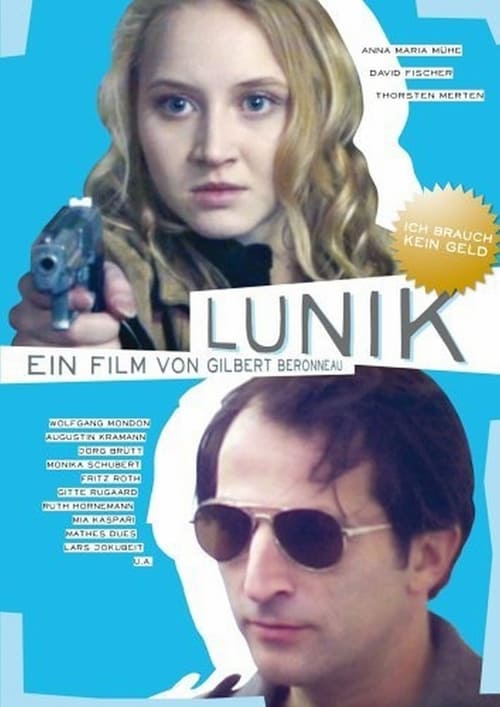 ANNA MARIA MÜHE
DAVID FISCHER
THORSTEN MERTEN
ICH BRAUCH
KEIN GELD
LUNIK
EIN FILM VON GILBERT BERONNEAU
WOLFGANG MONDON
AUGUSTIN KRAMANN
JÖRG BRÜTT
MONIKA SCHUBERT
FRITZ ROTH
GITTE RUGAARD
RUTH HORNEMANN
MIA KASPARI
MATHES DUES
LARS JOKUBEIT
U.A.